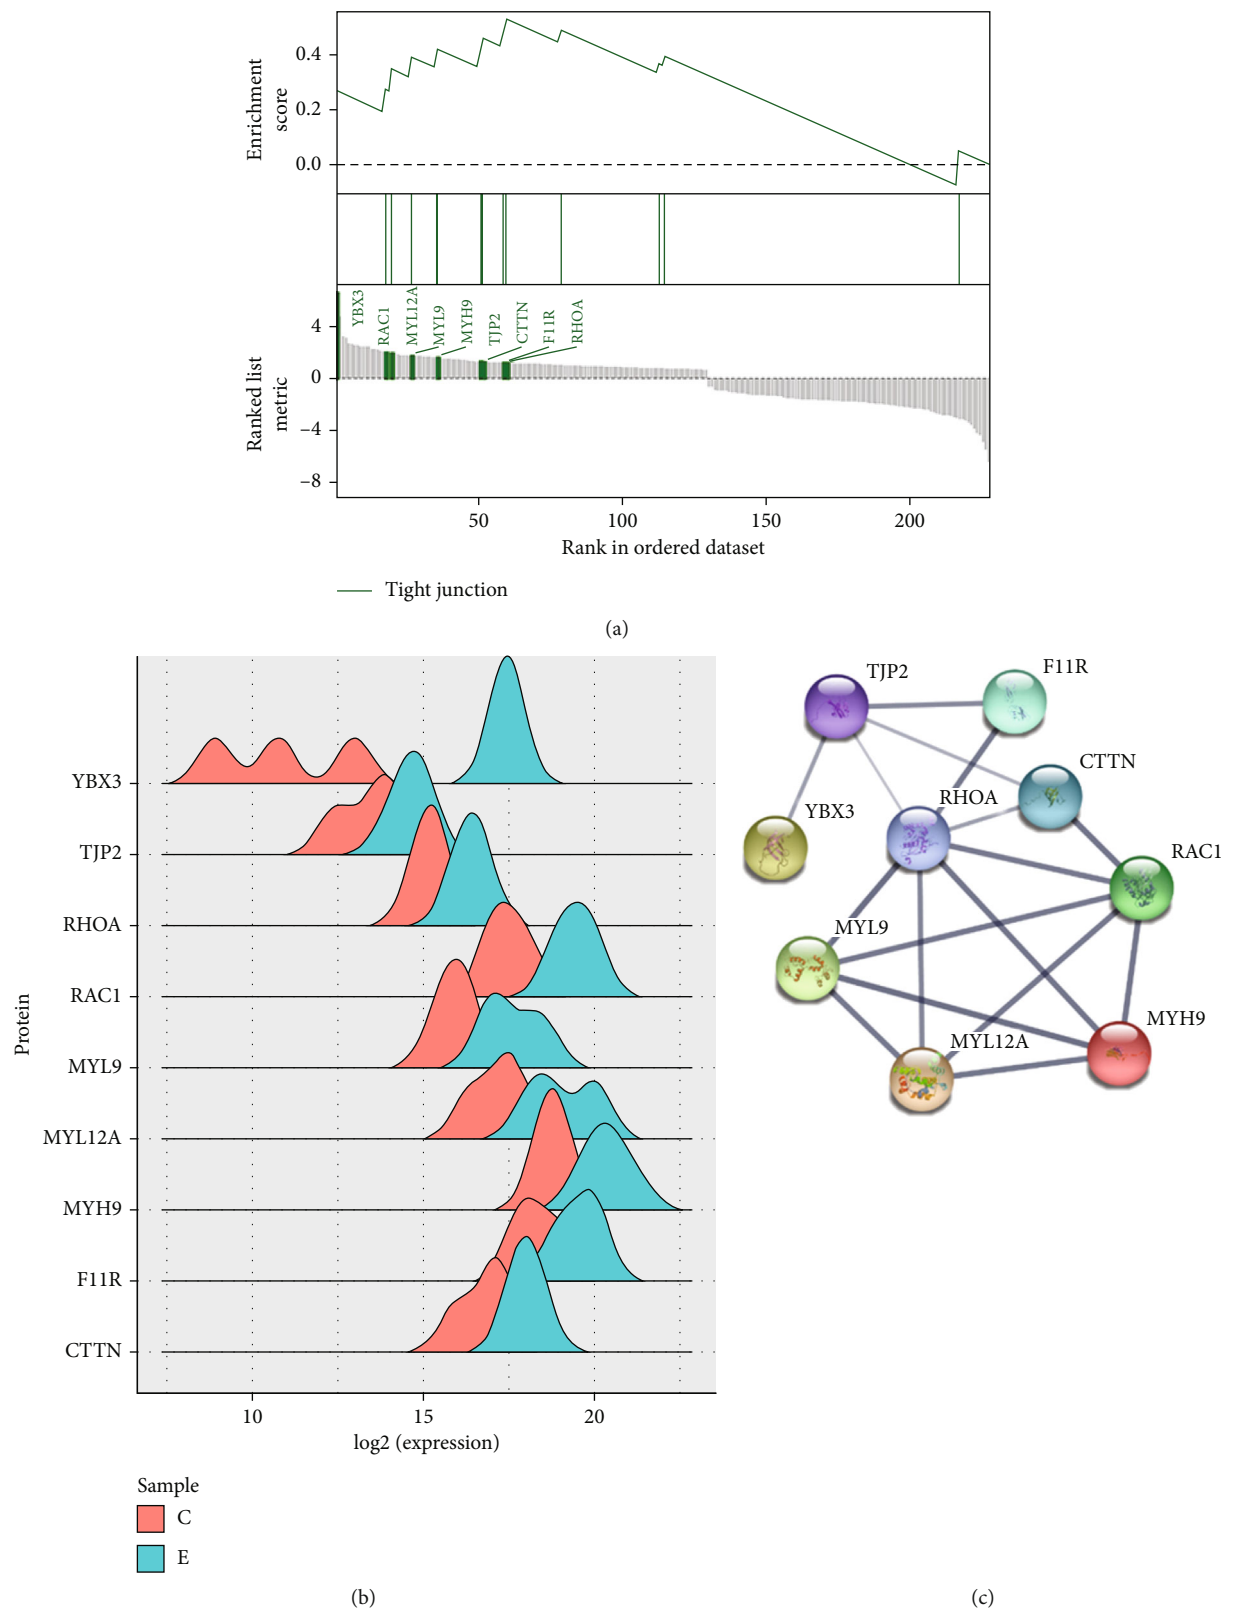 Enrichment
score
0.4
0.2
0.0
YBX3
RAC1
MYL12A
MYL9
MYH9
TJP2
CTTN
F11R
RHOA
Ranked list
metric
4
0
−4
−8
50 100 150 200
Rank in ordered dataset
Tight junction
(a)
Protein
YBX3
TJP2
RHOA
RAC1
MYL9
MYL12A
MYH9
F11R
CTTN
10 15 20
log2 (expression)
Sample
C
E
(b)
TJP2
F11R
CTTN
RHOA
YBX3
RAC1
MYL9
MYH9
MYL12A
(c)